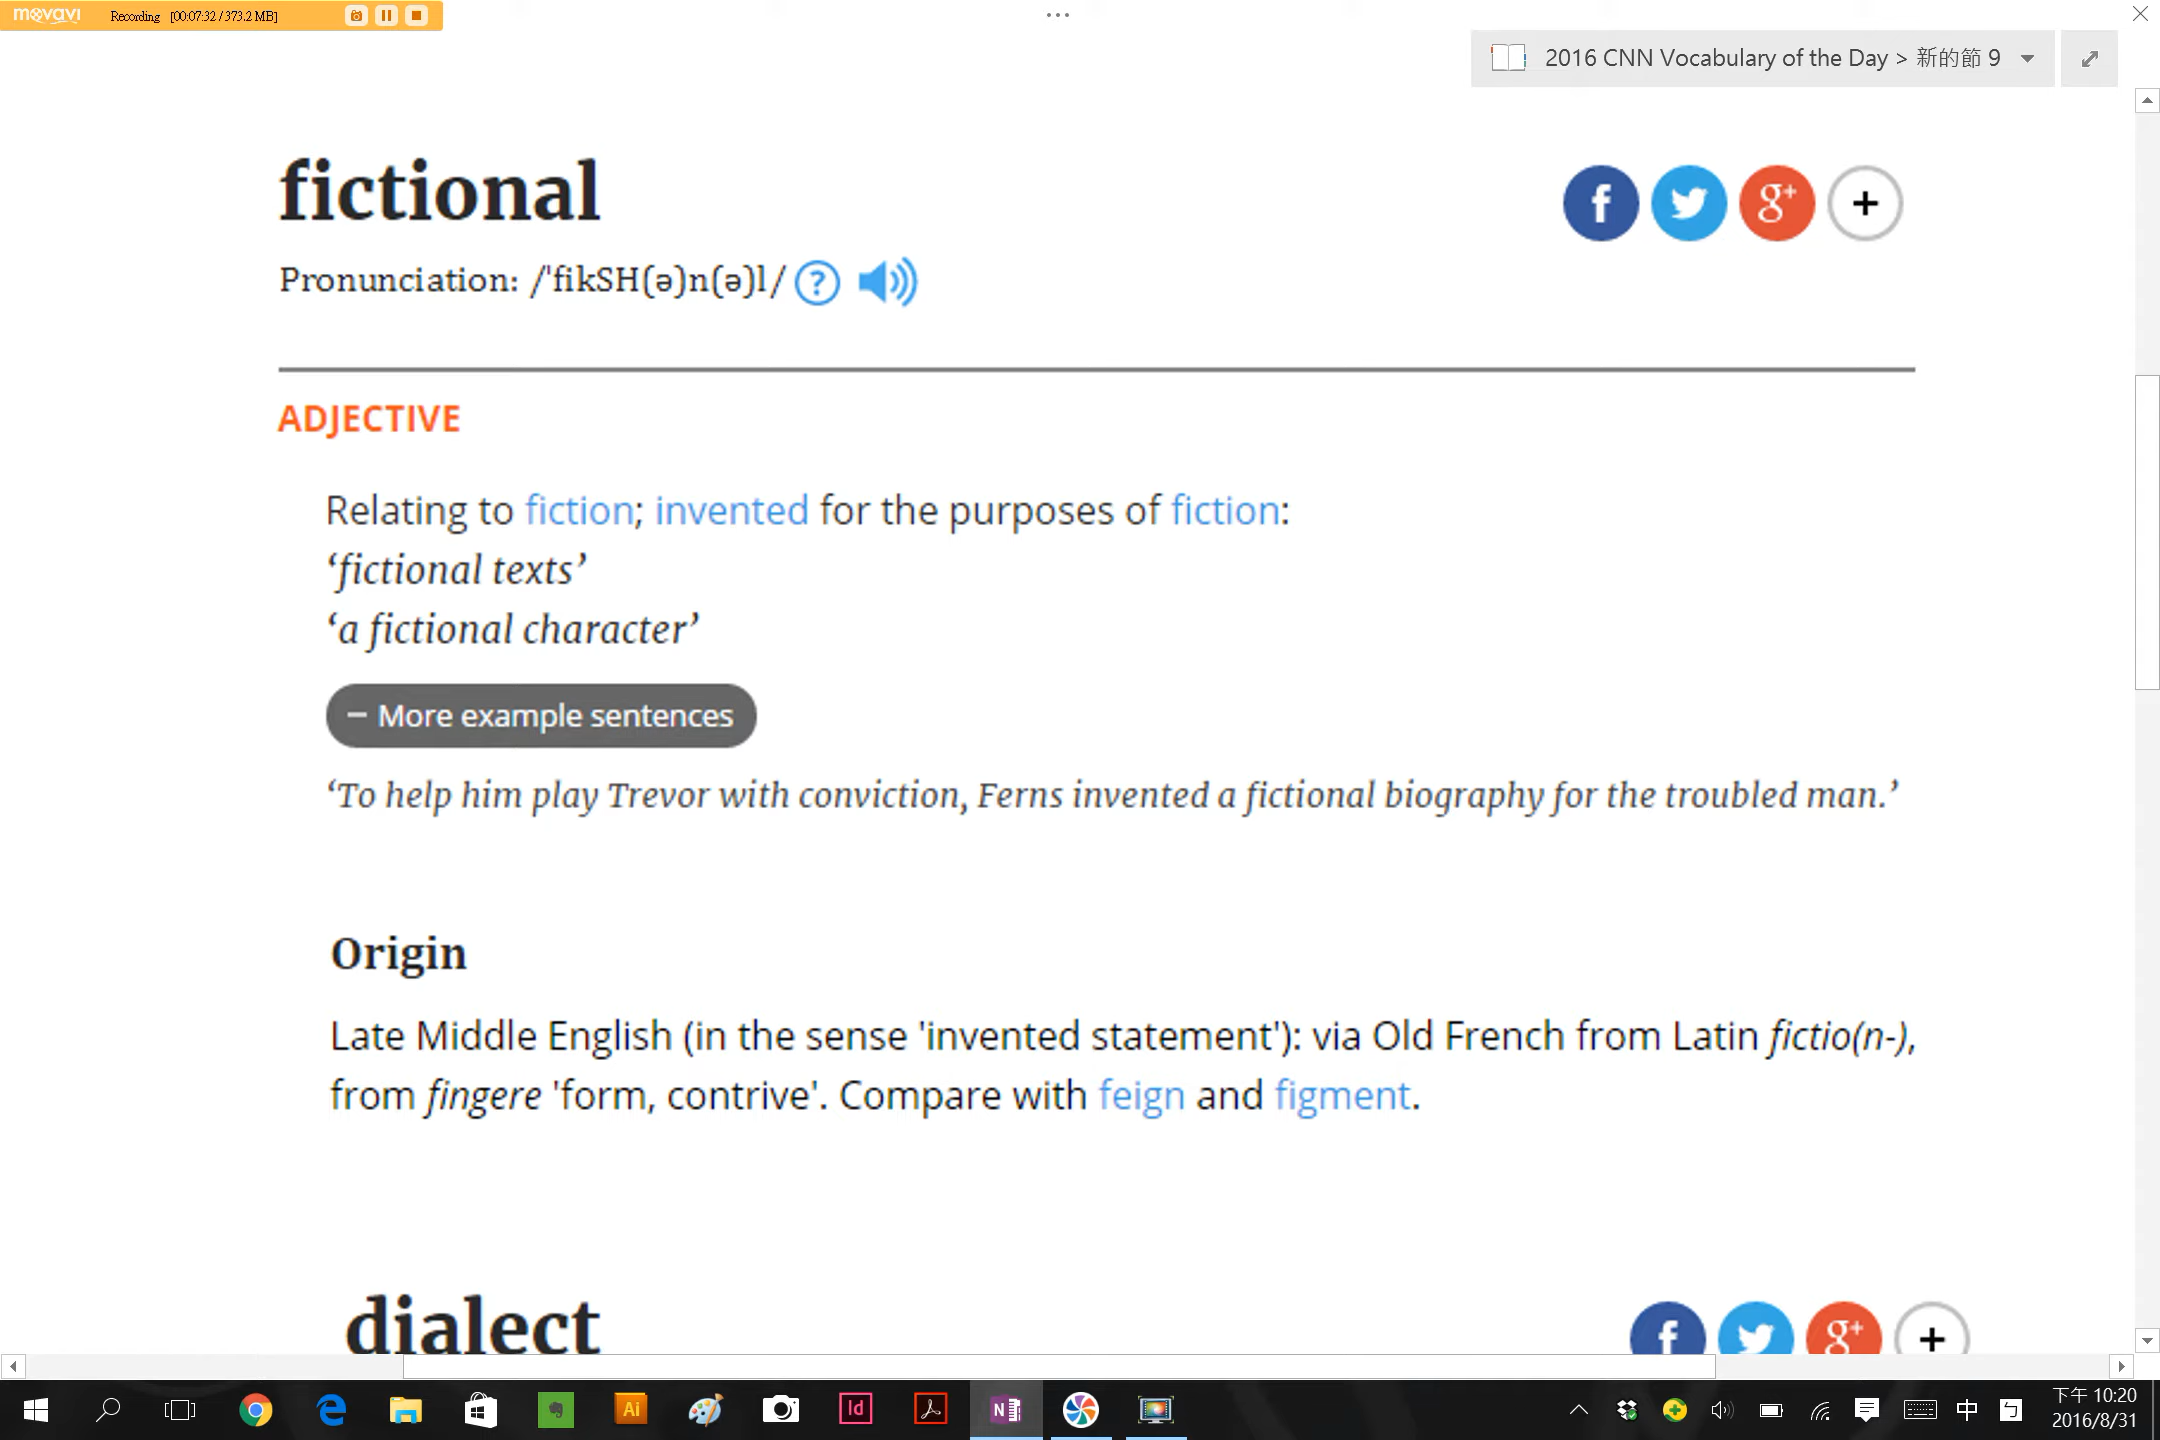 movavi Recording [00:07:32 / 373.2 MB]
2016 CNN Vocabulary of the Day > 新的節 9
fictional
Pronunciation: /ˈfikSH(ə)n(ə)l/
ADJECTIVE
Relating to fiction; invented for the purposes of fiction:
‘fictional texts’
‘a fictional character’
– More example sentences
‘To help him play Trevor with conviction, Ferns invented a fictional biography for the troubled man.’
Origin
Late Middle English (in the sense 'invented statement'): via Old French from Latin fictio(n-),
from fingere 'form, contrive'. Compare with feign and figment.
dialect
Ai
Id
N
中
ㄅ
下午 10:20
2016/8/31